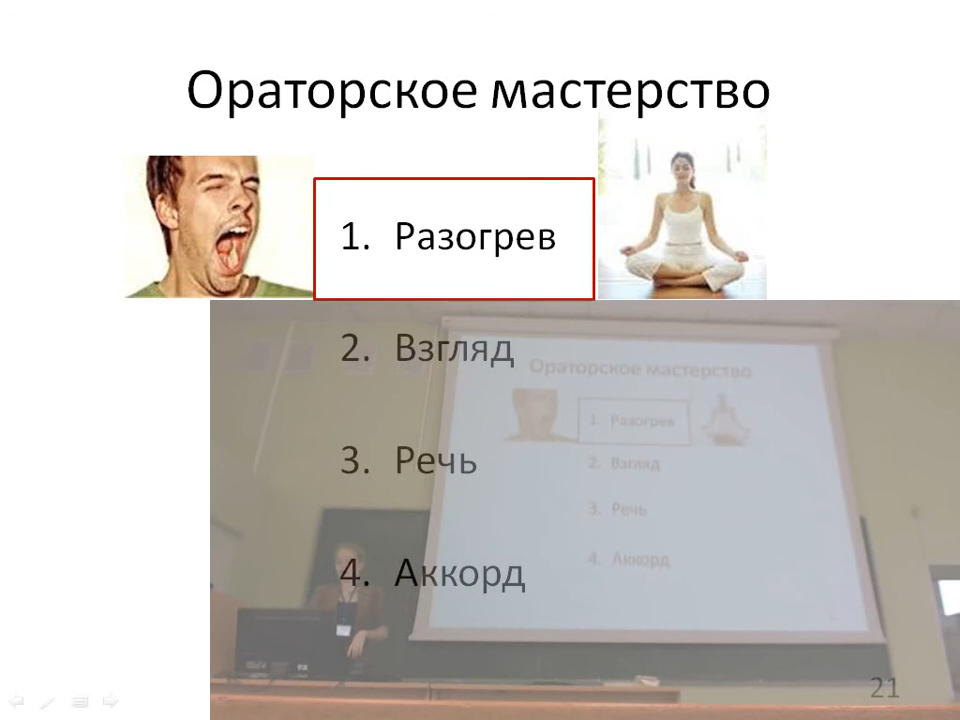 Ораторское мастерство
1. Разогрев
2. Взгляд
3. Речь
4. Аккорд
Ораторское мастерство
1. Разогрев
2. Взгляд
3. Речь
4. Аккорд
21